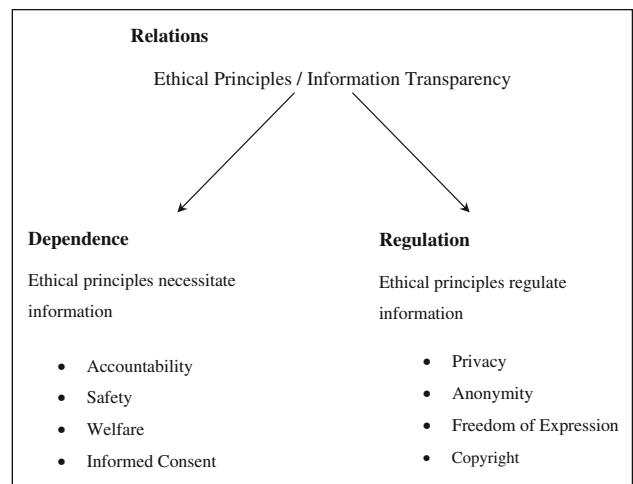 Relations
Ethical Principles / Information Transparency
Dependence
Ethical principles necessitate
information
• Accountability
• Safety
• Welfare
• Informed Consent
Regulation
Ethical principles regulate
information
• Privacy
• Anonymity
• Freedom of Expression
• Copyright